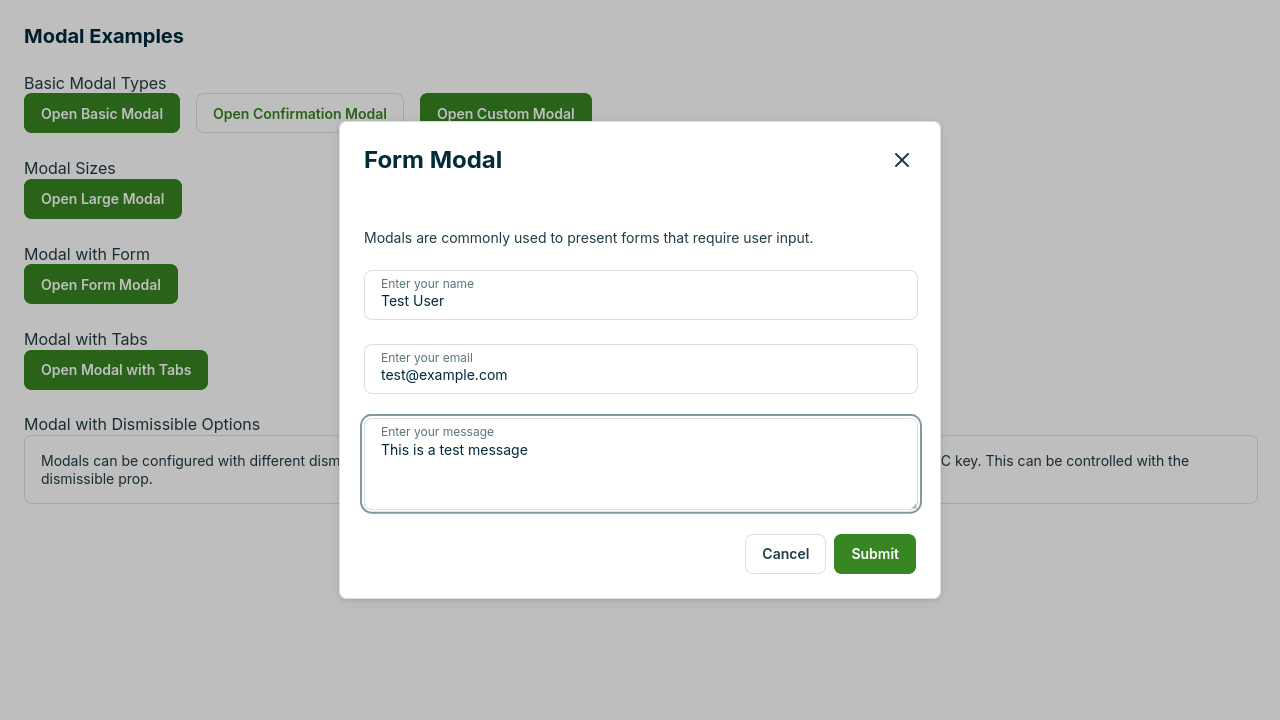 Modal Examples
Basic Modal Types
Open Basic Modal
Open Confirmation Modal
Open Custom Modal
Modal Sizes
Open Large Modal
Modal with Form
Open Form Modal
Modal with Tabs
Open Modal with Tabs
Modal with Dismissible Options
Modals can be configured with different dism
C key. This can be controlled with the
dismissible prop.
Form Modal
Modals are commonly used to present forms that require user input.
Enter your name
Test User
Enter your email
test@example.com
Enter your message
This is a test message
Cancel
Submit